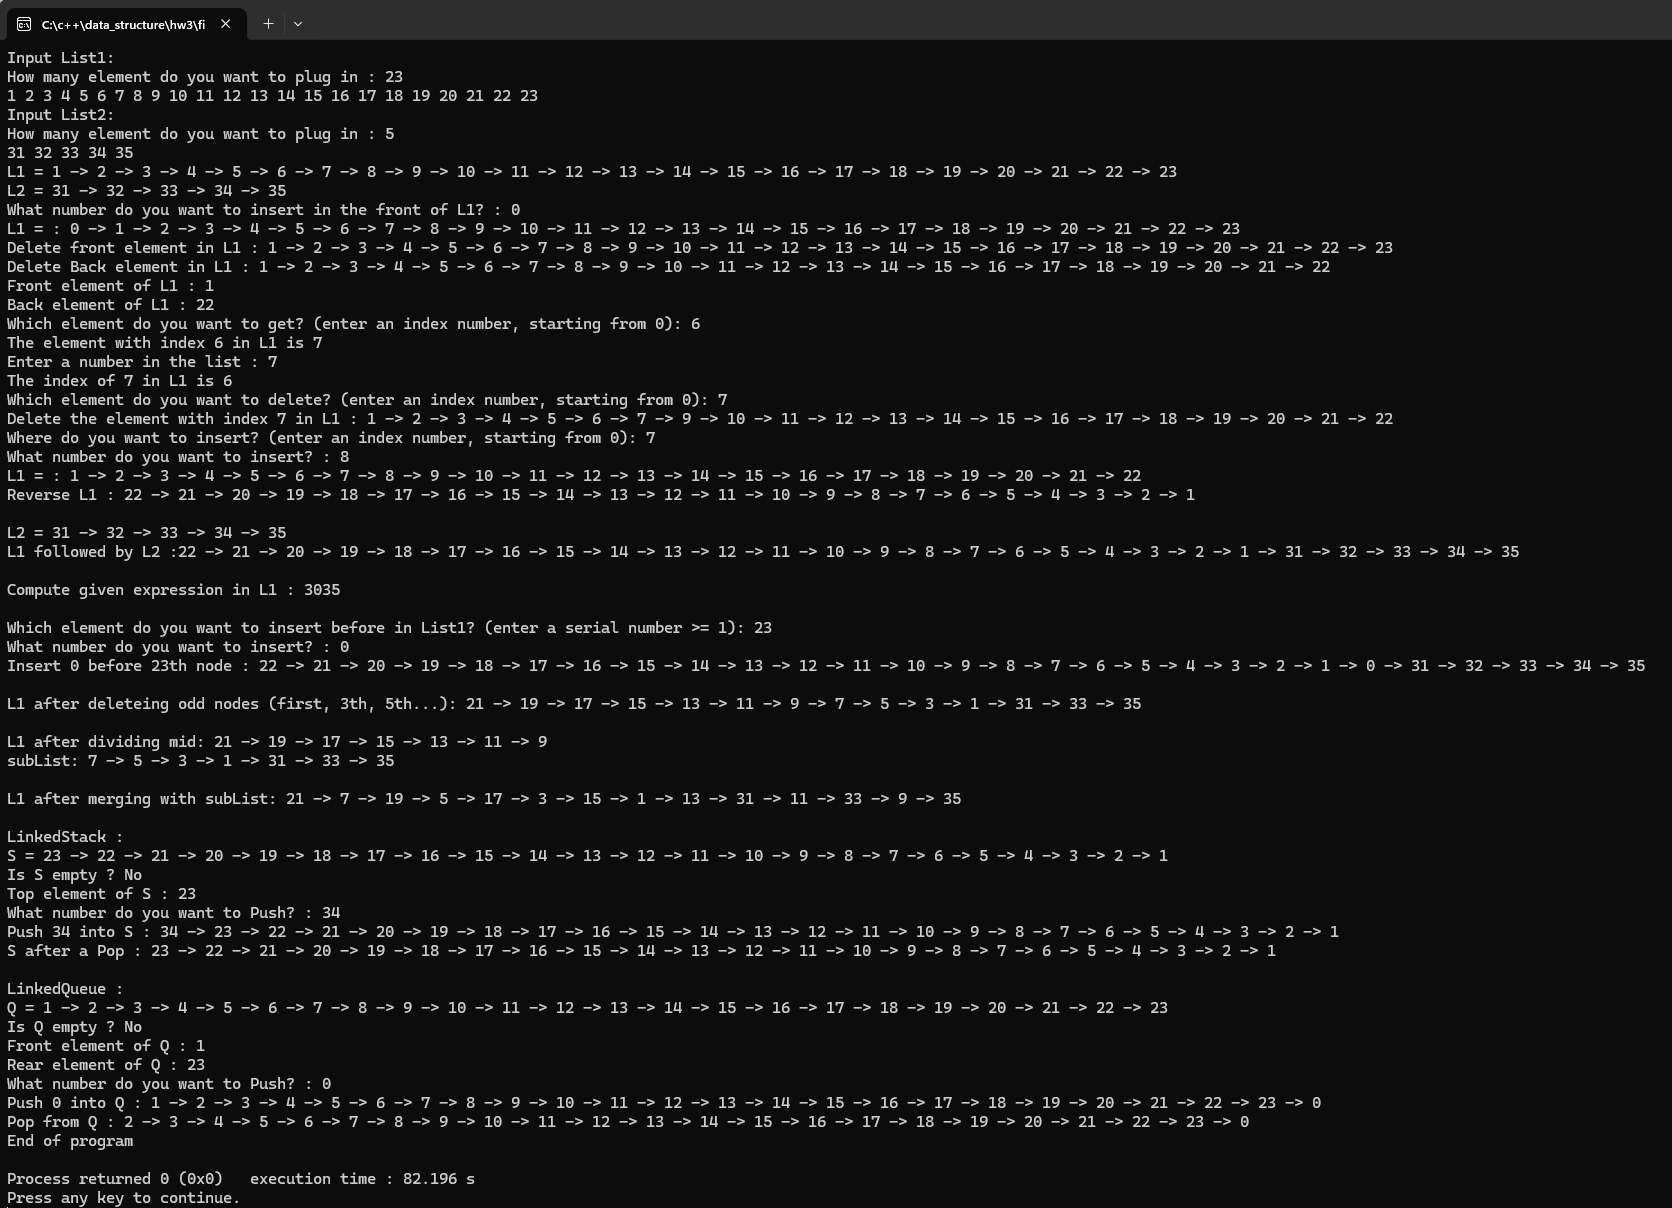 C:\c++\data_structure\hw3\fi
Input List1:
How many element do you want to plug in : 23
1 2 3 4 5 6 7 8 9 10 11 12 13 14 15 16 17 18 19 20 21 22 23
Input List2:
How many element do you want to plug in : 5
31 32 33 34 35
L1 = 1 -> 2 -> 3 -> 4 -> 5 -> 6 -> 7 -> 8 -> 9 -> 10 -> 11 -> 12 -> 13 -> 14 -> 15 -> 16 -> 17 -> 18 -> 19 -> 20 -> 21 -> 22 -> 23
L2 = 31 -> 32 -> 33 -> 34 -> 35
What number do you want to insert in the front of L1? : 0
L1 = : 0 -> 1 -> 2 -> 3 -> 4 -> 5 -> 6 -> 7 -> 8 -> 9 -> 10 -> 11 -> 12 -> 13 -> 14 -> 15 -> 16 -> 17 -> 18 -> 19 -> 20 -> 21 -> 22 -> 23
Delete front element in L1 : 1 -> 2 -> 3 -> 4 -> 5 -> 6 -> 7 -> 8 -> 9 -> 10 -> 11 -> 12 -> 13 -> 14 -> 15 -> 16 -> 17 -> 18 -> 19 -> 20 -> 21 -> 22 -> 23
Delete Back element in L1 : 1 -> 2 -> 3 -> 4 -> 5 -> 6 -> 7 -> 8 -> 9 -> 10 -> 11 -> 12 -> 13 -> 14 -> 15 -> 16 -> 17 -> 18 -> 19 -> 20 -> 21 -> 22
Front element of L1 : 1
Back element of L1 : 22
Which element do you want to get? (enter an index number, starting from 0): 6
The element with index 6 in L1 is 7
Enter a number in the list : 7
The index of 7 in L1 is 6
Which element do you want to delete? (enter an index number, starting from 0): 7
Delete the element with index 7 in L1 : 1 -> 2 -> 3 -> 4 -> 5 -> 6 -> 7 -> 9 -> 10 -> 11 -> 12 -> 13 -> 14 -> 15 -> 16 -> 17 -> 18 -> 19 -> 20 -> 21 -> 22
Where do you want to insert? (enter an index number, starting from 0): 7
What number do you want to insert? : 8
L1 = : 1 -> 2 -> 3 -> 4 -> 5 -> 6 -> 7 -> 8 -> 9 -> 10 -> 11 -> 12 -> 13 -> 14 -> 15 -> 16 -> 17 -> 18 -> 19 -> 20 -> 21 -> 22
Reverse L1 : 22 -> 21 -> 20 -> 19 -> 18 -> 17 -> 16 -> 15 -> 14 -> 13 -> 12 -> 11 -> 10 -> 9 -> 8 -> 7 -> 6 -> 5 -> 4 -> 3 -> 2 -> 1
L2 = 31 -> 32 -> 33 -> 34 -> 35
L1 followed by L2 :22 -> 21 -> 20 -> 19 -> 18 -> 17 -> 16 -> 15 -> 14 -> 13 -> 12 -> 11 -> 10 -> 9 -> 8 -> 7 -> 6 -> 5 -> 4 -> 3 -> 2 -> 1 -> 31 -> 32 -> 33 -> 34 -> 35
Compute given expression in L1 : 3035
Which element do you want to insert before in List1? (enter a serial number >= 1): 23
What number do you want to insert? : 0
Insert 0 before 23th node : 22 -> 21 -> 20 -> 19 -> 18 -> 17 -> 16 -> 15 -> 14 -> 13 -> 12 -> 11 -> 10 -> 9 -> 8 -> 7 -> 6 -> 5 -> 4 -> 3 -> 2 -> 1 -> 0 -> 31 -> 32 -> 33 -> 34 -> 35
L1 after deleteing odd nodes (first, 3th, 5th...): 21 -> 19 -> 17 -> 15 -> 13 -> 11 -> 9 -> 7 -> 5 -> 3 -> 1 -> 31 -> 33 -> 35
L1 after dividing mid: 21 -> 19 -> 17 -> 15 -> 13 -> 11 -> 9
subList: 7 -> 5 -> 3 -> 1 -> 31 -> 33 -> 35
L1 after merging with subList: 21 -> 7 -> 19 -> 5 -> 17 -> 3 -> 15 -> 1 -> 13 -> 31 -> 11 -> 33 -> 9 -> 35
LinkedStack :
S = 23 -> 22 -> 21 -> 20 -> 19 -> 18 -> 17 -> 16 -> 15 -> 14 -> 13 -> 12 -> 11 -> 10 -> 9 -> 8 -> 7 -> 6 -> 5 -> 4 -> 3 -> 2 -> 1
Is S empty ? No
Top element of S : 23
What number do you want to Push? : 34
Push 34 into S : 34 -> 23 -> 22 -> 21 -> 20 -> 19 -> 18 -> 17 -> 16 -> 15 -> 14 -> 13 -> 12 -> 11 -> 10 -> 9 -> 8 -> 7 -> 6 -> 5 -> 4 -> 3 -> 2 -> 1
S after a Pop : 23 -> 22 -> 21 -> 20 -> 19 -> 18 -> 17 -> 16 -> 15 -> 14 -> 13 -> 12 -> 11 -> 10 -> 9 -> 8 -> 7 -> 6 -> 5 -> 4 -> 3 -> 2 -> 1
LinkedQueue :
Q = 1 -> 2 -> 3 -> 4 -> 5 -> 6 -> 7 -> 8 -> 9 -> 10 -> 11 -> 12 -> 13 -> 14 -> 15 -> 16 -> 17 -> 18 -> 19 -> 20 -> 21 -> 22 -> 23
Is Q empty ? No
Front element of Q : 1
Rear element of Q : 23
What number do you want to Push? : 0
Push 0 into Q : 1 -> 2 -> 3 -> 4 -> 5 -> 6 -> 7 -> 8 -> 9 -> 10 -> 11 -> 12 -> 13 -> 14 -> 15 -> 16 -> 17 -> 18 -> 19 -> 20 -> 21 -> 22 -> 23 -> 0
Pop from Q : 2 -> 3 -> 4 -> 5 -> 6 -> 7 -> 8 -> 9 -> 10 -> 11 -> 12 -> 13 -> 14 -> 15 -> 16 -> 17 -> 18 -> 19 -> 20 -> 21 -> 22 -> 23 -> 0
End of program
Process returned 0 (0x0)   execution time : 82.196 s
Press any key to continue.